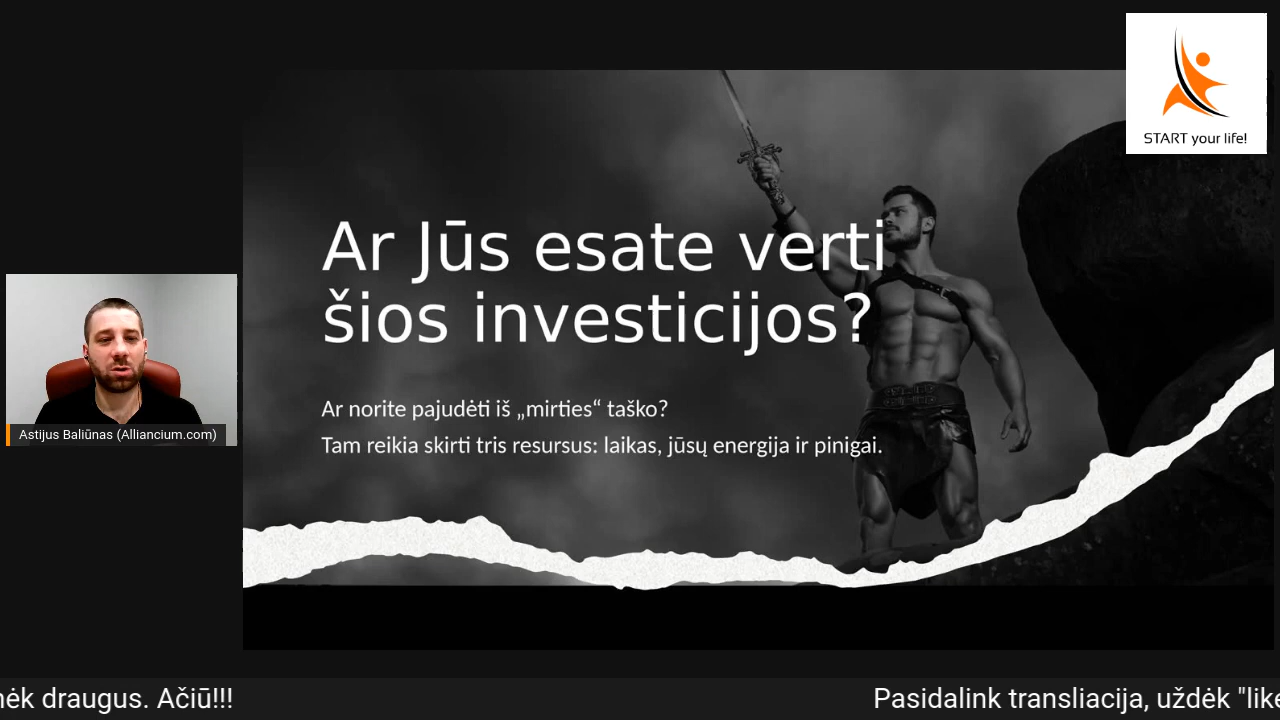 START your life!
Ar Jūs esate verti
šios investicijos?
Ar norite pajudėti iš „mirties“ taško?
Tam reikia skirti tris resursus: laikas, jūsų energija ir pinigai.
Astijus Baliūnas (Alliancium.com)
draugus. Ačiū!!!
Pasidalink transliacija, uždėk "like